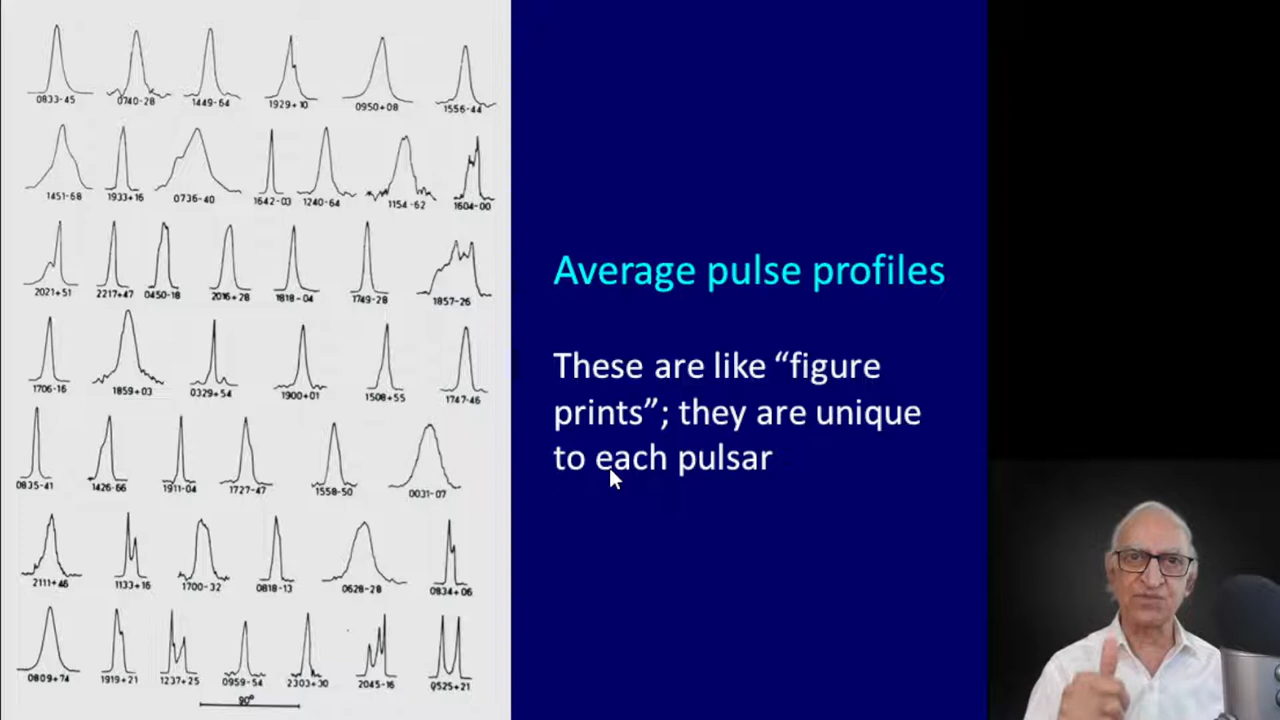 0833-45 0740-28 1449-64 1929+10 0950+08 1556-44
1451-68 1933+16 0736-40 1642-03 1240-64 1154-62 1604-00
2021+51 2217+47 0450-18 2016+28 1818-04 1749-28 1857-26
1706-16 1859+03 0329+54 1900+01 1508+55 1747-46
0835-41 1426-66 1911-04 1727-47 1558-50 0031-07
2111+46 1133+16 1700-32 0818-13 0628-28 0834+06
0809+74 1919+21 1237+25 0959-54 2303+30 2045-16 0525+21
90°
Average pulse profiles
These are like “figure
prints”; they are unique
to each pulsar